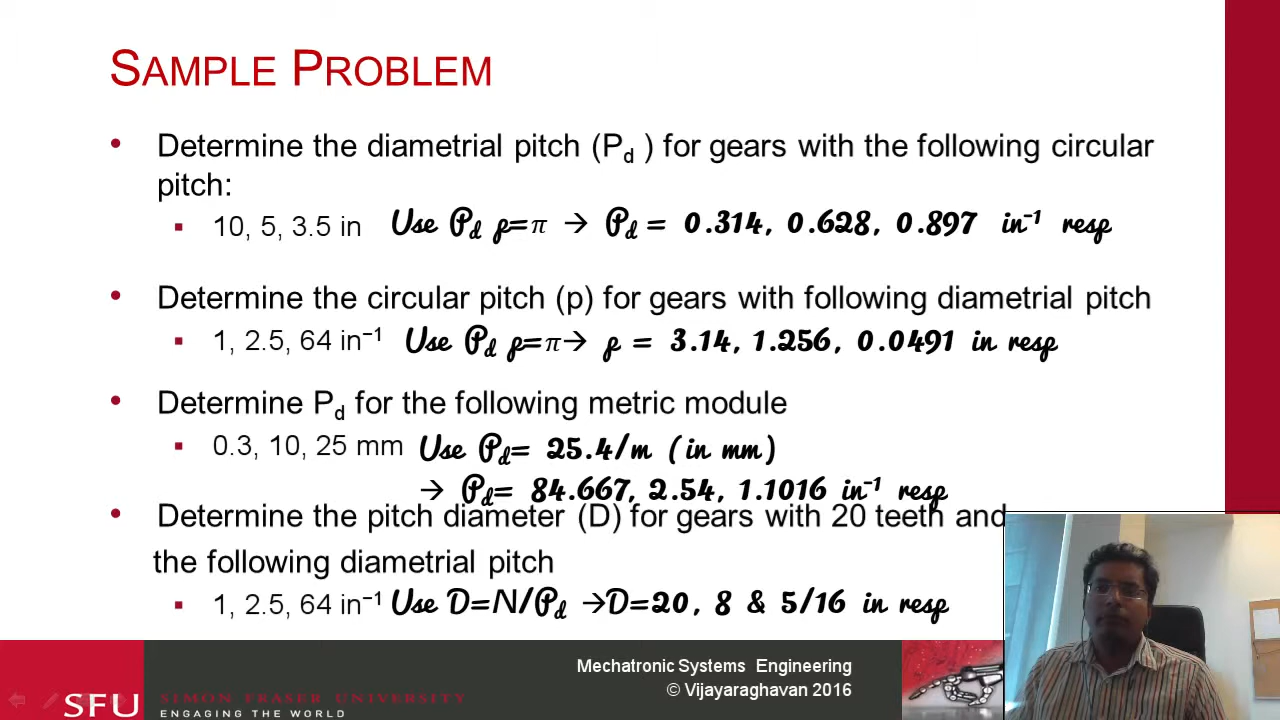 SAMPLE PROBLEM
• Determine the diametrial pitch (Pd ) for gears with the following circular
pitch:
▪ 10, 5, 3.5 in Use Pd p=π → Pd = 0.314, 0.628, 0.897 in⁻¹ resp
• Determine the circular pitch (p) for gears with following diametrial pitch
▪ 1, 2.5, 64 in⁻¹ Use Pd p=π→ p = 3.14, 1.256, 0.0491 in resp
• Determine Pd for the following metric module
▪ 0.3, 10, 25 mm Use Pd= 25.4/m (in mm)
→ Pd= 84.667, 2.54, 1.1016 in⁻¹ resp
• Determine the pitch diameter (D) for gears with 20 teeth and
the following diametrial pitch
▪ 1, 2.5, 64 in⁻¹ Use D=N/Pd →D=20, 8 & 5/16 in resp
Mechatronic Systems Engineering
© Vijayaraghavan 2016
SFU
SIMON FRASER UNIVERSITY
ENGAGING THE WORLD